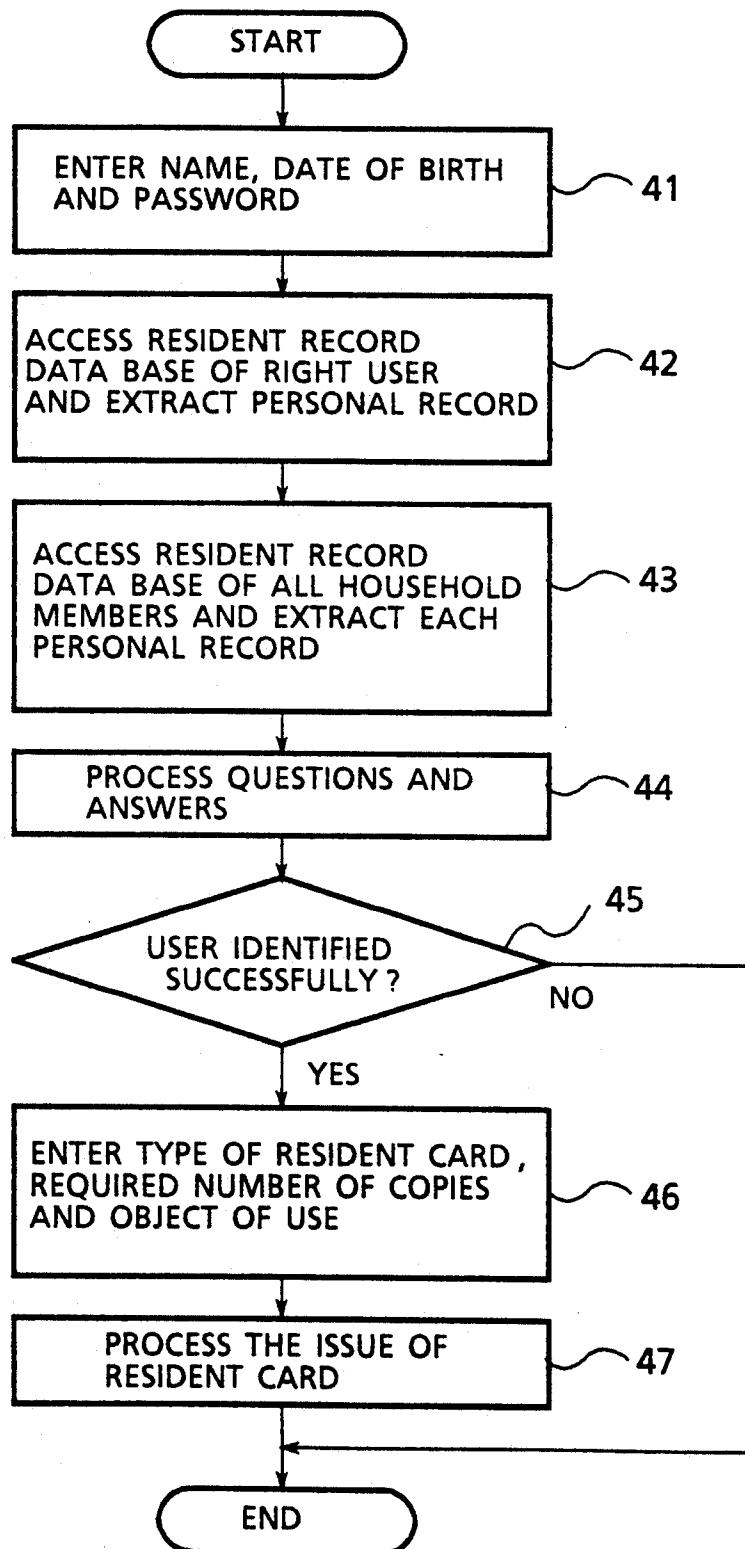 START
ENTER NAME, DATE OF BIRTH
AND PASSWORD
41
ACCESS RESIDENT RECORD
DATA BASE OF RIGHT USER
AND EXTRACT PERSONAL RECORD
42
ACCESS RESIDENT RECORD
DATA BASE OF ALL HOUSEHOLD
MEMBERS AND EXTRACT EACH
PERSONAL RECORD
43
PROCESS QUESTIONS AND
ANSWERS
44
45
USER IDENTIFIED
SUCCESSFULLY?
NO
YES
ENTER TYPE OF RESIDENT CARD,
REQUIRED NUMBER OF COPIES
AND OBJECT OF USE
46
PROCESS THE ISSUE OF
RESIDENT CARD
47
END